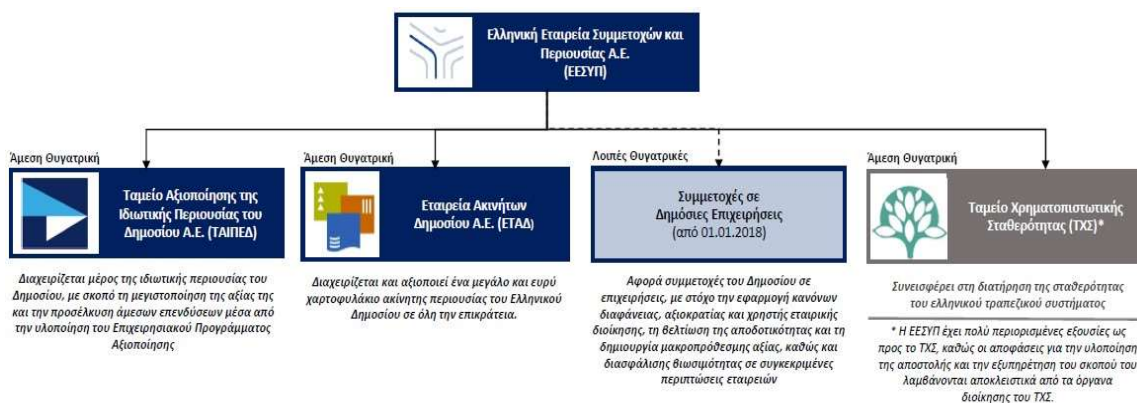 Ελληνική Εταιρεία Συμμετοχών και
Περιουσίας Α.Ε.
(ΕΕΣΥΠ)
Άμεση Θυγατρική
Ταμείο Αξιοποίησης της
Ιδιωτικής Περιουσίας του
Δημοσίου Α.Ε. (ΤΑΙΠΕΔ)
Διαχειρίζεται μέρος της ιδιωτικής περιουσίας του
Δημοσίου, με σκοπό τη μεγιστοποίηση της αξίας της
και την προσέλκυση άμεσων επενδύσεων μέσα από
την υλοποίηση του Επιχειρησιακού Προγράμματος
Αξιοποίησης
Άμεση Θυγατρική
Εταιρεία Ακινήτων
Δημοσίου Α.Ε. (ΕΤΑΔ)
Διαχειρίζεται και αξιοποιεί ένα μεγάλο και ευρύ
χαρτοφυλάκιο ακίνητης περιουσίας του Ελληνικού
Δημοσίου σε όλη την επικράτεια.
Λοιπές Θυγατρικές
Συμμετοχές σε
Δημόσιες Επιχειρήσεις
(από 01.01.2018)
Αφορά συμμετοχές του Δημοσίου σε
επιχειρήσεις, με στόχο την εφαρμογή κανόνων
διαφάνειας, αξιοκρατίας και χρηστής εταιρικής
διοίκησης, τη βελτίωση της αποδοτικότητας και τη
δημιουργία μακροπρόθεσμης αξίας, καθώς και
διασφάλιση βιωσιμότητας σε συγκεκριμένες
περιπτώσεις εταιρειών
Άμεση Θυγατρική
Ταμείο Χρηματοπιστωτικής
Σταθερότητας (ΤΧΣ)*
Συνεισφέρει στη διατήρηση της σταθερότητας
του ελληνικού τραπεζικού συστήματος
* Η ΕΕΣΥΠ έχει πολύ περιορισμένες εξουσίες ως
προς το ΤΧΣ, καθώς οι αποφάσεις για την υλοποίηση
της αποστολής και την εξυπηρέτηση του σκοπού του
λαμβάνονται αποκλειστικά από τα όργανα
διοίκησης του ΤΧΣ.